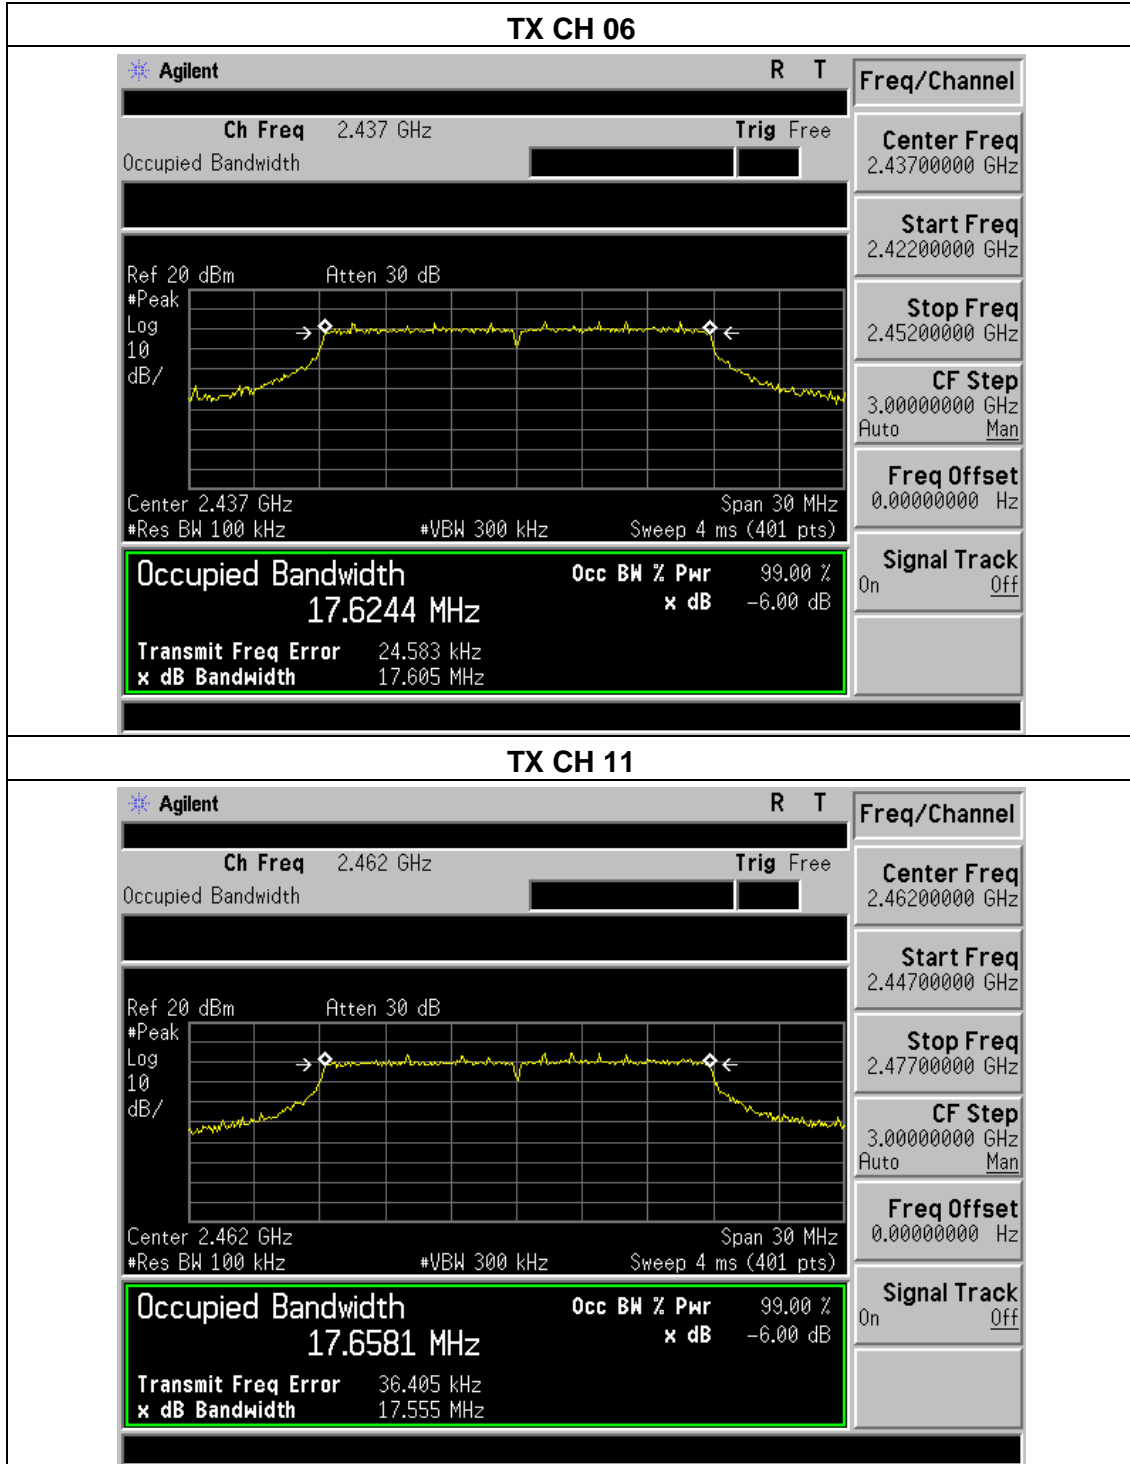 TX CH 06
Agilent R T
Freq/Channel
Ch Freq 2.437 GHz Trig Free
Occupied Bandwidth
Center Freq
2.43700000 GHz
Start Freq
2.42200000 GHz
Stop Freq
2.45200000 GHz
CF Step
3.00000000 GHz
Auto Man
Freq Offset
0.00000000 Hz
Signal Track
On Off
Ref 20 dBm Atten 30 dB
#Peak
Log
10
dB/
Center 2.437 GHz Span 30 MHz
#Res BW 100 kHz #VBW 300 kHz Sweep 4 ms (401 pts)
Occupied Bandwidth Occ BW % Pwr 99.00 %
17.6244 MHz x dB -6.00 dB
Transmit Freq Error 24.583 kHz
x dB Bandwidth 17.605 MHz
TX CH 11
Agilent R T
Freq/Channel
Ch Freq 2.462 GHz Trig Free
Occupied Bandwidth
Center Freq
2.46200000 GHz
Start Freq
2.44700000 GHz
Stop Freq
2.47700000 GHz
CF Step
3.00000000 GHz
Auto Man
Freq Offset
0.00000000 Hz
Signal Track
On Off
Ref 20 dBm Atten 30 dB
#Peak
Log
10
dB/
Center 2.462 GHz Span 30 MHz
#Res BW 100 kHz #VBW 300 kHz Sweep 4 ms (401 pts)
Occupied Bandwidth Occ BW % Pwr 99.00 %
17.6581 MHz x dB -6.00 dB
Transmit Freq Error 36.405 kHz
x dB Bandwidth 17.555 MHz